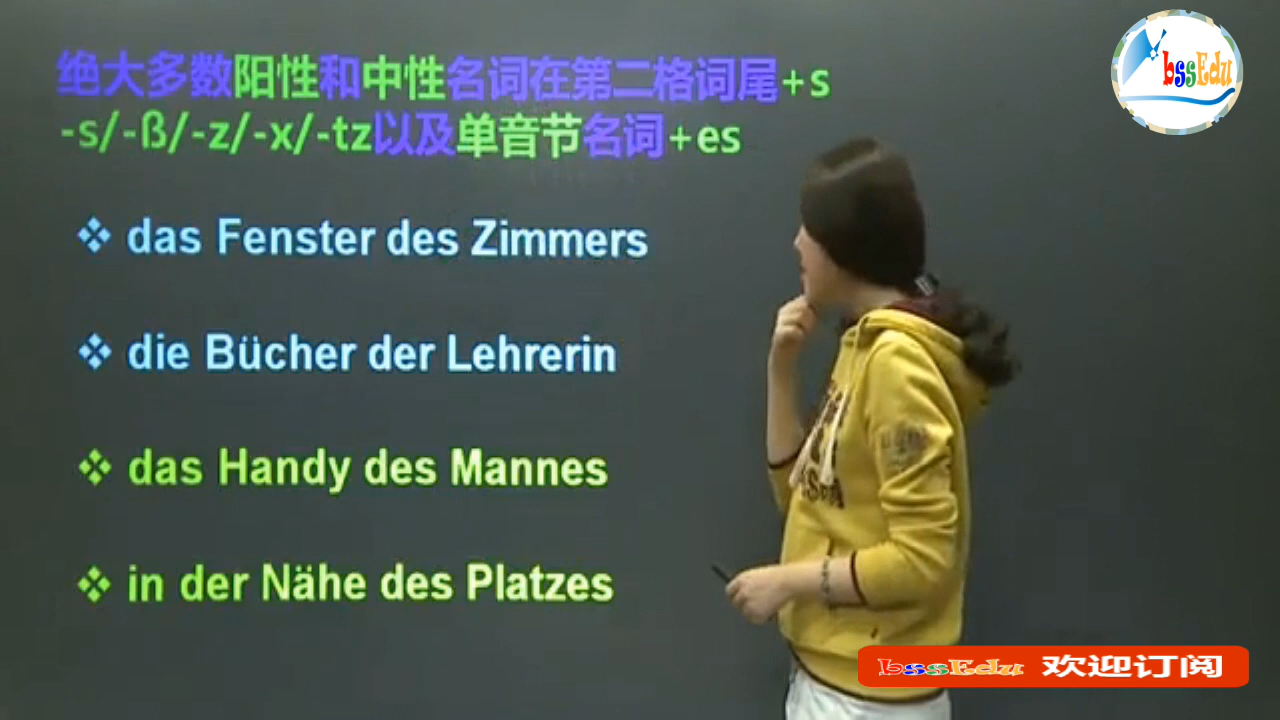 绝大多数阳性和中性名词在第二格词尾+s
-s/-ß/-z/-x/-tz以及单音节名词+es
❖ das Fenster des Zimmers
❖ die Bücher der Lehrerin
❖ das Handy des Mannes
❖ in der Nähe des Platzes
bssEdu
bssEdu 欢迎订阅